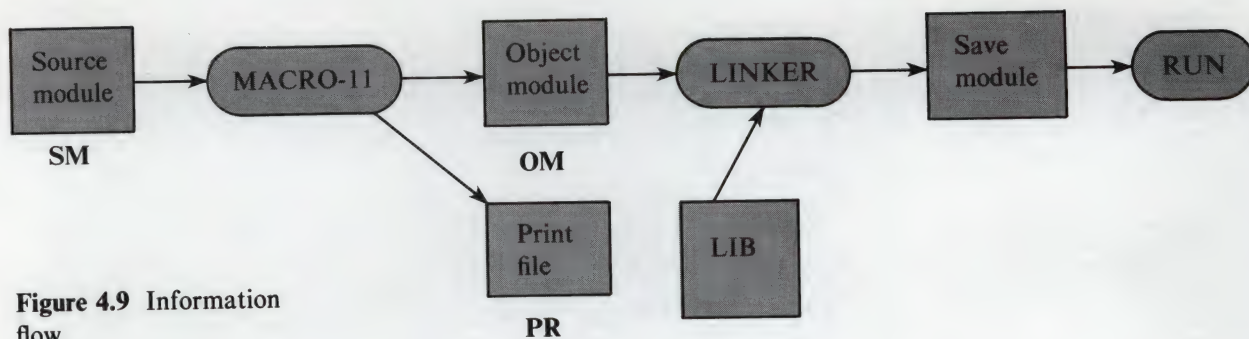 Source
module
SM
MACRO-11
Object
module
OM
Print
file
PR
LINKER
LIB
Save
module
RUN
Figure 4.9 Information
flow